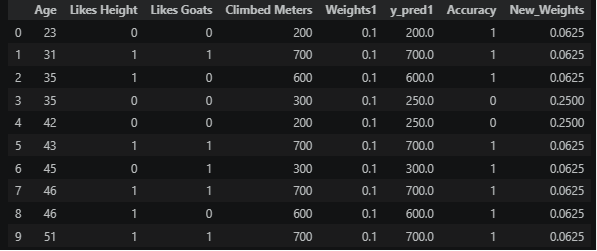 Age Likes Height Likes Goats Climbed Meters Weights1 y_pred1 Accuracy New_Weights
0 23 0 0 200 0.1 200.0 1 0.0625
1 31 1 1 700 0.1 700.0 1 0.0625
2 35 1 0 600 0.1 600.0 1 0.0625
3 35 0 0 300 0.1 250.0 0 0.2500
4 42 0 0 200 0.1 250.0 0 0.2500
5 43 1 1 700 0.1 700.0 1 0.0625
6 45 0 1 300 0.1 300.0 1 0.0625
7 46 1 1 700 0.1 700.0 1 0.0625
8 46 1 0 600 0.1 600.0 1 0.0625
9 51 1 1 700 0.1 700.0 1 0.0625